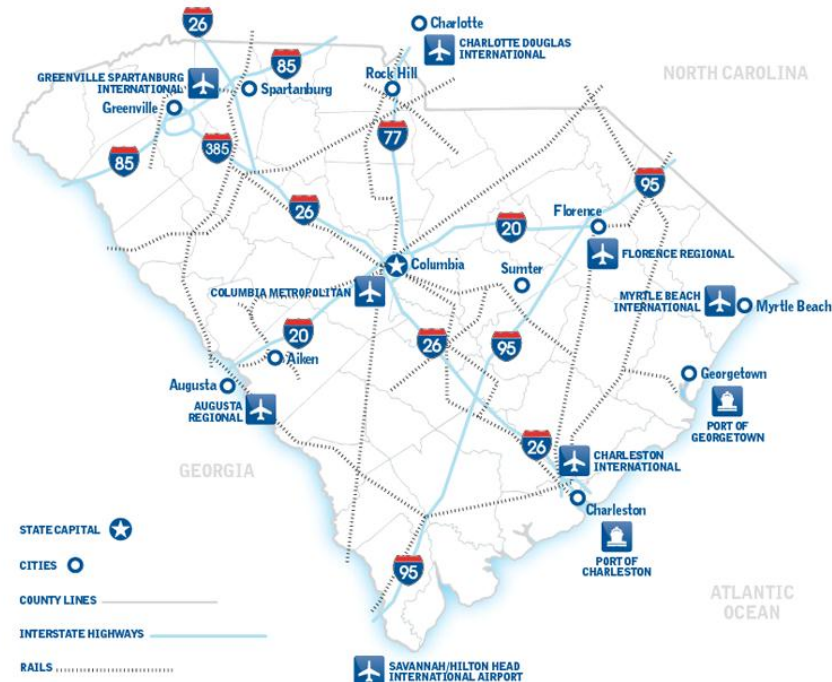 26
Charlotte
CHARLOTTE DOUGLAS
INTERNATIONAL
85
GREENVILLE SPARTANBURG
INTERNATIONAL
Rock Hill
NORTH CAROLINA
Spartanburg
Greenville
77
385
85
95
26
20
Florence
FLORENCE REGIONAL
Columbia
Sumter
COLUMBIA METROPOLITAN
MYRTLE BEACH
INTERNATIONAL
Myrtle Beach
20
26
95
Aiken
Augusta
Georgetown
AUGUSTA
REGIONAL
PORT OF
GEORGETOWN
26
CHARLESTON
INTERNATIONAL
GEORGIA
Charleston
STATE CAPITAL
PORT OF
CHARLESTON
CITIES
95
ATLANTIC
OCEAN
COUNTY LINES
INTERSTATE HIGHWAYS
RAILS
SAVANNAH/HILTON HEAD
INTERNATIONAL AIRPORT